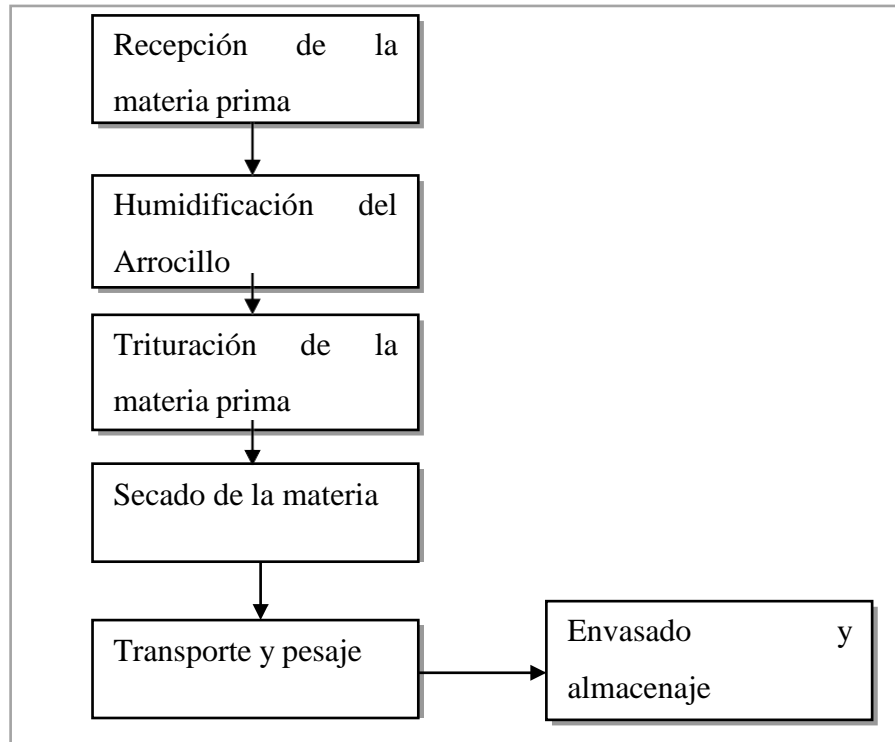 Recepción de la
materia prima
Humidificación del
Arrocillo
Trituración de la
materia prima
Secado de la materia
Transporte y pesaje
Envasado y
almacenaje